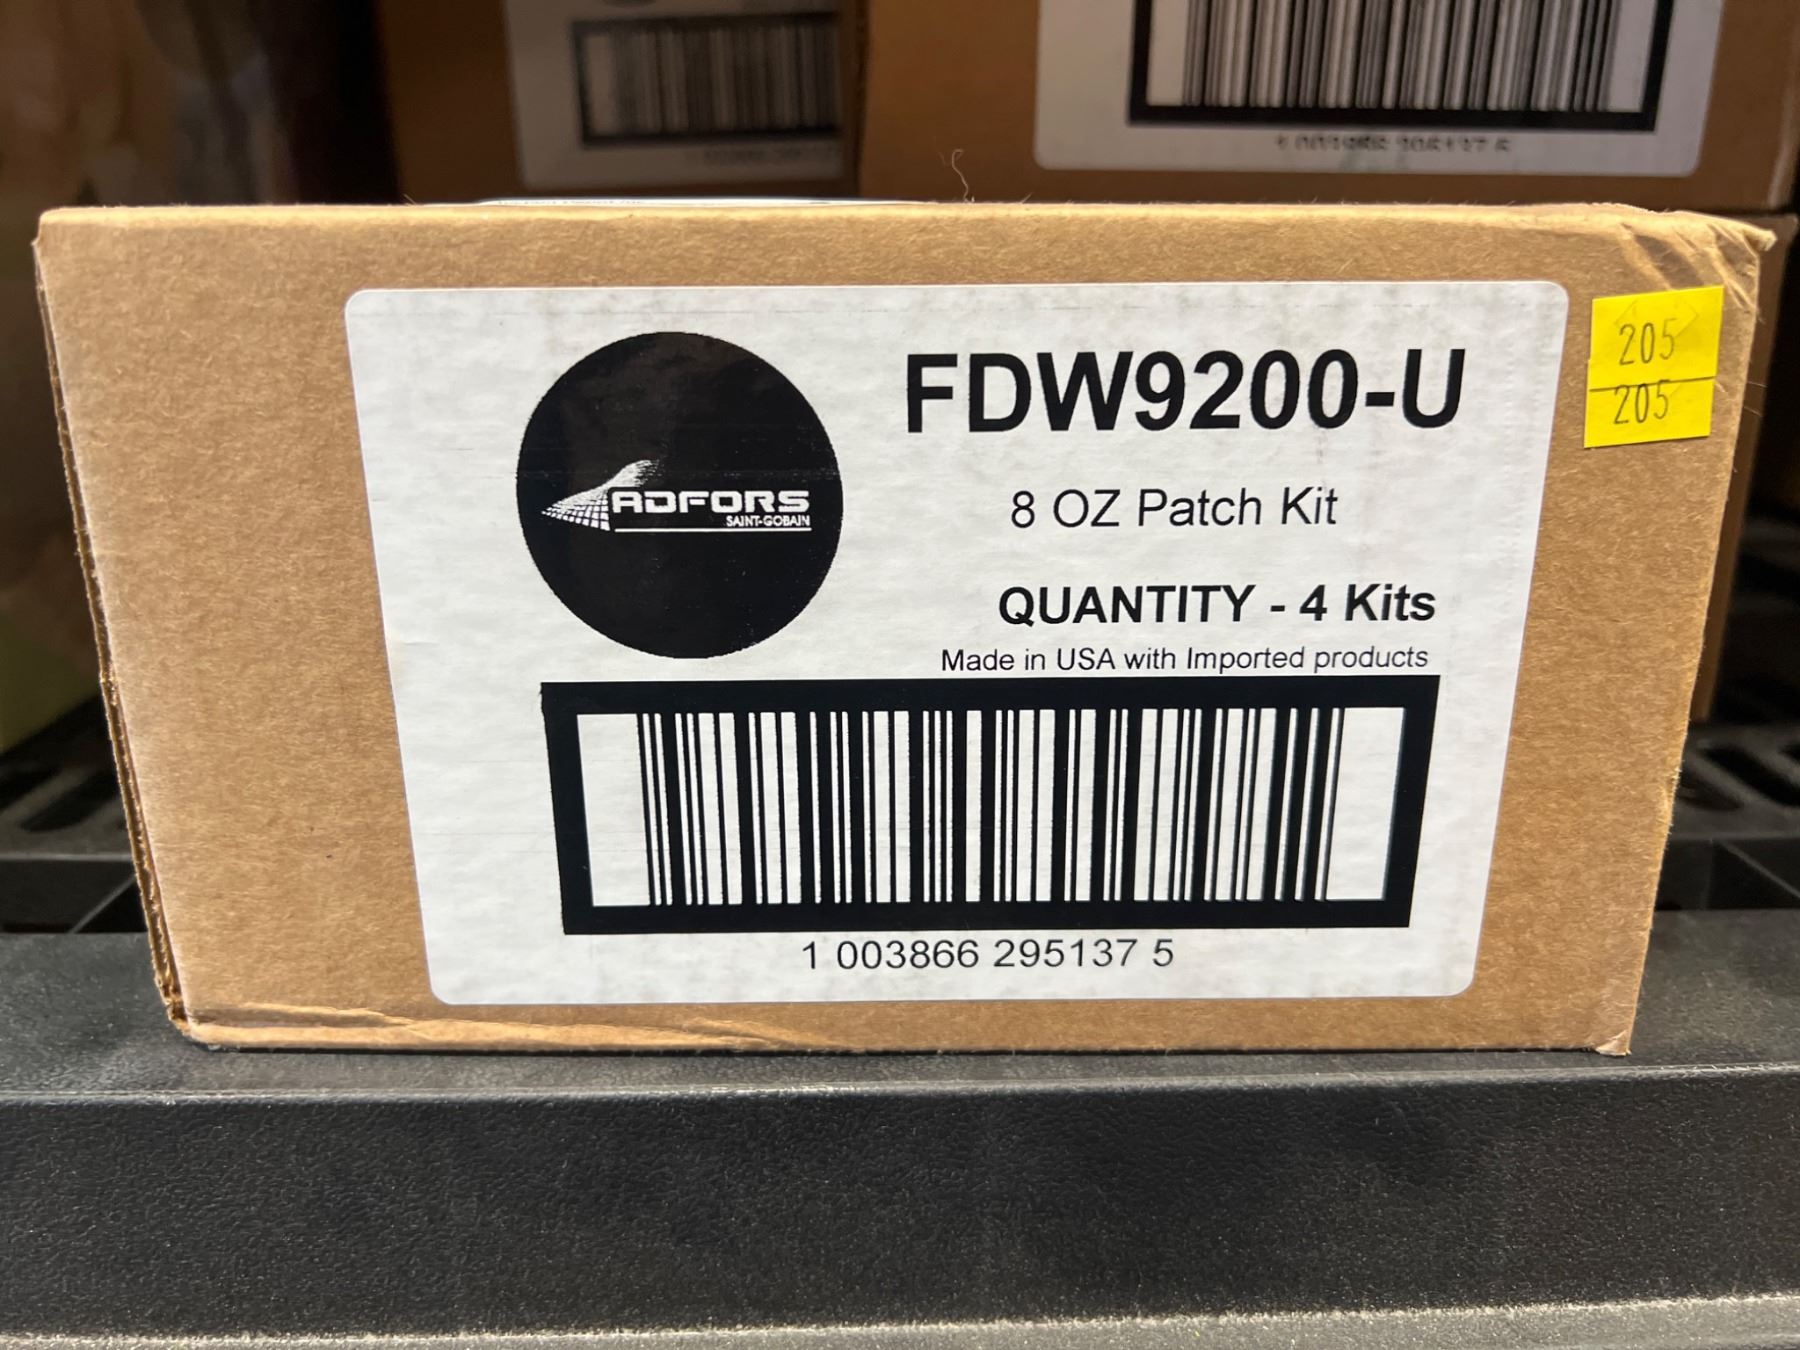 205
205
FDW9200-U
ADFORS
SAINT-GOBAIN
8 OZ Patch Kit
QUANTITY - 4 Kits
Made in USA with Imported products
1 003866 295137 5